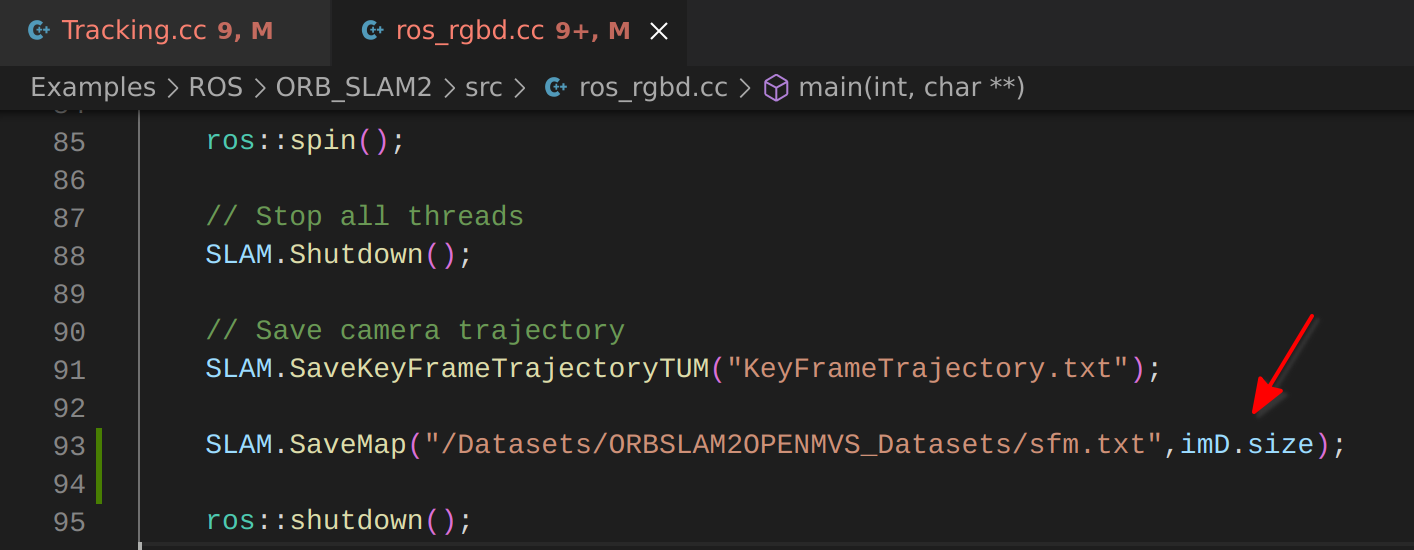 Tracking.cc 9, M ros_rgbd.cc 9+, M
Examples > ROS > ORB_SLAM2 > src > ros_rgbd.cc > main(int, char **)
85 ros::spin();
86
87 // Stop all threads
88 SLAM.Shutdown();
89
90 // Save camera trajectory
91 SLAM.SaveKeyFrameTrajectoryTUM("KeyFrameTrajectory.txt");
92
93 SLAM.SaveMap("/Datasets/ORBSLAM2OPENMVS_Datasets/sfm.txt",imD.size);
94
95 ros::shutdown();